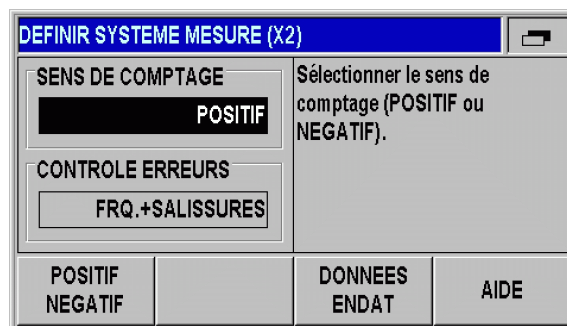 DEFINIR SYSTEME MESURE (X2)
SENS DE COMPTAGE
POSITIF
CONTROLE ERREURS
FRQ.+SALISSURES
Sélectionner le sens de
comptage (POSITIF ou
NEGATIF).
POSITIF
NEGATIF
DONNEES
ENDAT
AIDE